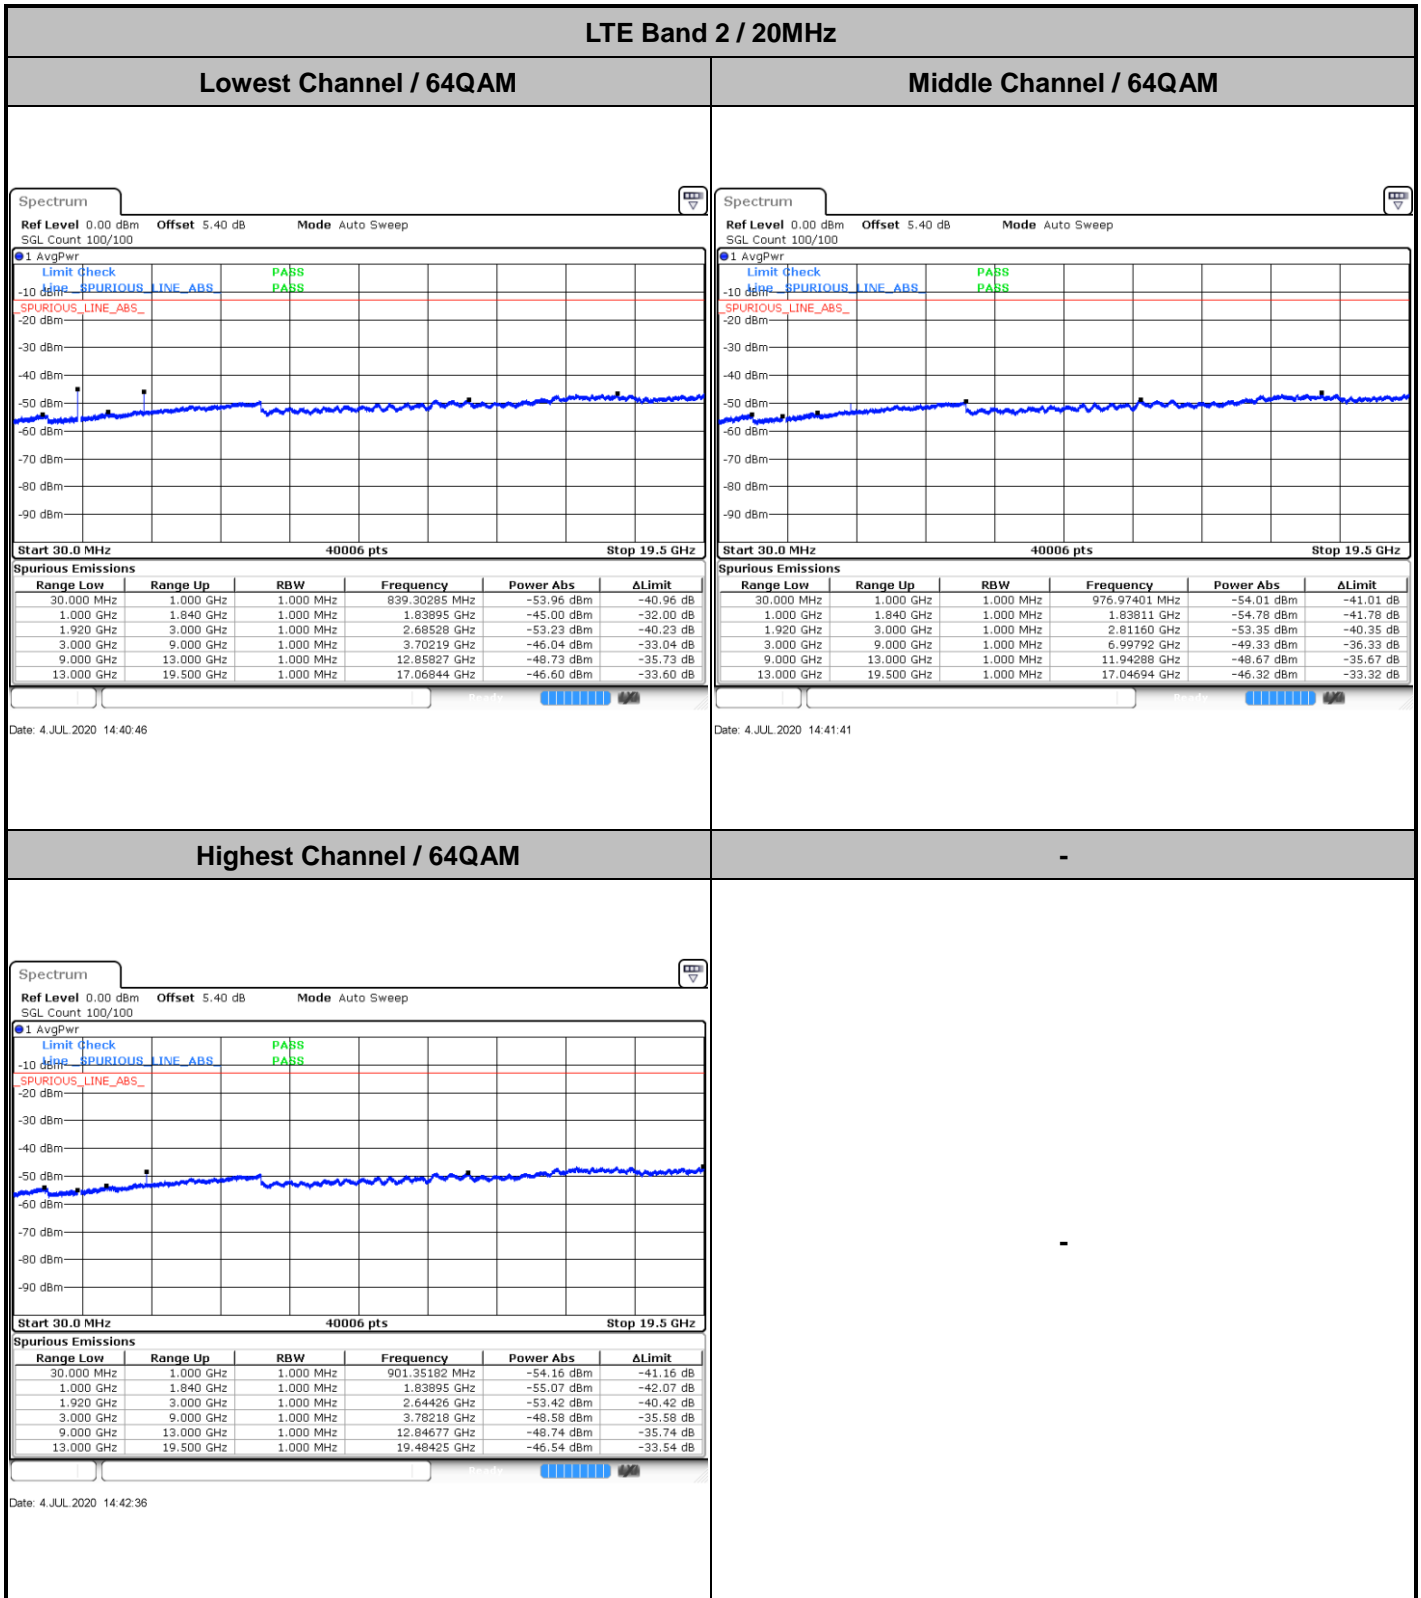 LTE Band 2 / 20MHz
Lowest Channel / 64QAM
Middle Channel / 64QAM
Spectrum
Ref Level 0.00 dBm Offset 5.40 dB Mode Auto Sweep
SGL Count 100/100
1 AvgPwr
Limit Check PASS
Line _SPURIOUS_LINE_ABS_ PASS
-10 dBm
_SPURIOUS_LINE_ABS_
-20 dBm
-30 dBm
-40 dBm
-50 dBm
-60 dBm
-70 dBm
-80 dBm
-90 dBm
Start 30.0 MHz 40006 pts Stop 19.5 GHz
Spurious Emissions
Range Low Range Up RBW Frequency Power Abs ΔLimit
30.000 MHz 1.000 GHz 1.000 MHz 839.30285 MHz -53.96 dBm -40.96 dB
1.000 GHz 1.840 GHz 1.000 MHz 1.83895 GHz -45.00 dBm -32.00 dB
1.920 GHz 3.000 GHz 1.000 MHz 2.68528 GHz -53.23 dBm -40.23 dB
3.000 GHz 9.000 GHz 1.000 MHz 3.70219 GHz -46.04 dBm -33.04 dB
9.000 GHz 13.000 GHz 1.000 MHz 12.85827 GHz -48.73 dBm -35.73 dB
13.000 GHz 19.500 GHz 1.000 MHz 17.06844 GHz -46.60 dBm -33.60 dB
Ready
Date: 4.JUL.2020 14:40:46
Spectrum
Ref Level 0.00 dBm Offset 5.40 dB Mode Auto Sweep
SGL Count 100/100
1 AvgPwr
Limit Check PASS
Line _SPURIOUS_LINE_ABS_ PASS
-10 dBm
_SPURIOUS_LINE_ABS_
-20 dBm
-30 dBm
-40 dBm
-50 dBm
-60 dBm
-70 dBm
-80 dBm
-90 dBm
Start 30.0 MHz 40006 pts Stop 19.5 GHz
Spurious Emissions
Range Low Range Up RBW Frequency Power Abs ΔLimit
30.000 MHz 1.000 GHz 1.000 MHz 976.97401 MHz -54.01 dBm -41.01 dB
1.000 GHz 1.840 GHz 1.000 MHz 1.83811 GHz -54.78 dBm -41.78 dB
1.920 GHz 3.000 GHz 1.000 MHz 2.81160 GHz -53.35 dBm -40.35 dB
3.000 GHz 9.000 GHz 1.000 MHz 6.99792 GHz -49.33 dBm -36.33 dB
9.000 GHz 13.000 GHz 1.000 MHz 11.94288 GHz -48.67 dBm -35.67 dB
13.000 GHz 19.500 GHz 1.000 MHz 17.04694 GHz -46.32 dBm -33.32 dB
Ready
Date: 4.JUL.2020 14:41:41
Highest Channel / 64QAM
-
Spectrum
Ref Level 0.00 dBm Offset 5.40 dB Mode Auto Sweep
SGL Count 100/100
1 AvgPwr
Limit Check PASS
Line _SPURIOUS_LINE_ABS_ PASS
-10 dBm
_SPURIOUS_LINE_ABS_
-20 dBm
-30 dBm
-40 dBm
-50 dBm
-60 dBm
-70 dBm
-80 dBm
-90 dBm
Start 30.0 MHz 40006 pts Stop 19.5 GHz
Spurious Emissions
Range Low Range Up RBW Frequency Power Abs ΔLimit
30.000 MHz 1.000 GHz 1.000 MHz 901.35182 MHz -54.16 dBm -41.16 dB
1.000 GHz 1.840 GHz 1.000 MHz 1.83895 GHz -55.07 dBm -42.07 dB
1.920 GHz 3.000 GHz 1.000 MHz 2.64426 GHz -53.42 dBm -40.42 dB
3.000 GHz 9.000 GHz 1.000 MHz 3.78218 GHz -48.58 dBm -35.58 dB
9.000 GHz 13.000 GHz 1.000 MHz 12.84677 GHz -48.74 dBm -35.74 dB
13.000 GHz 19.500 GHz 1.000 MHz 19.48425 GHz -46.54 dBm -33.54 dB
Ready
Date: 4.JUL.2020 14:42:36
-